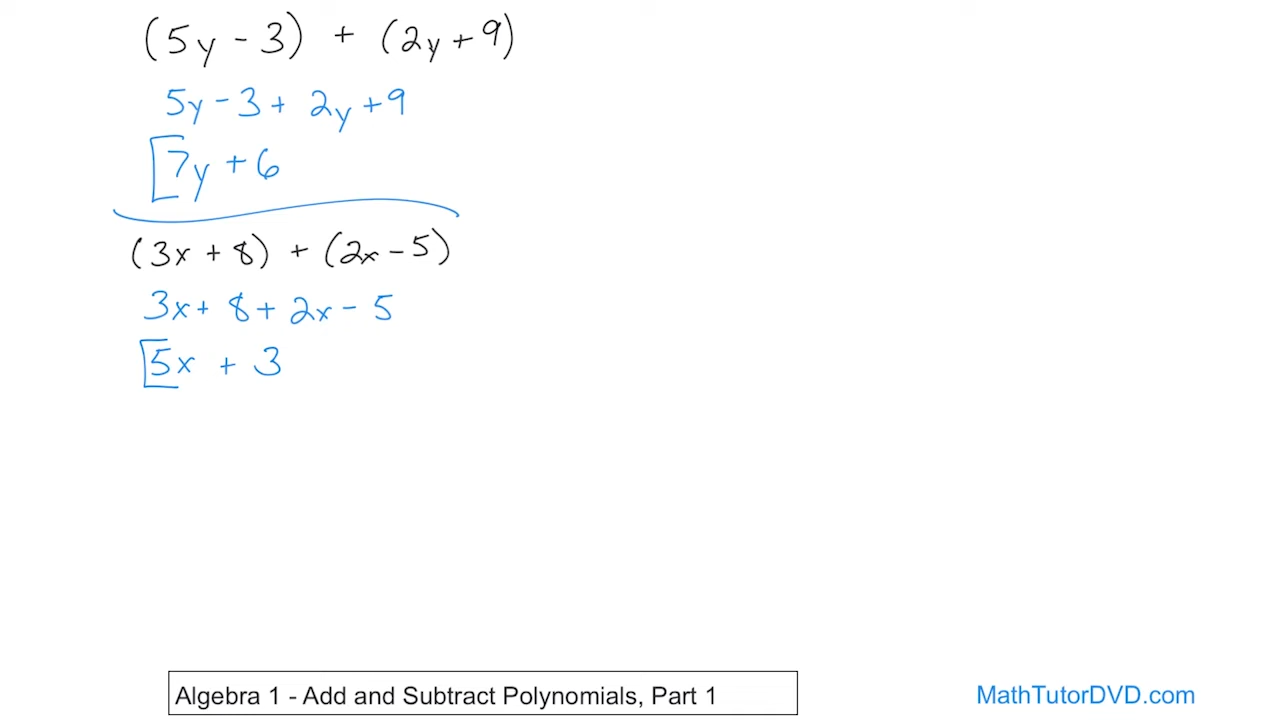 (5y - 3) + (2y + 9)
5y - 3 + 2y + 9
7y + 6
(3x + 8) + (2x - 5)
3x + 8 + 2x - 5
5x + 3
Algebra 1 - Add and Subtract Polynomials, Part 1
MathTutorDVD.com